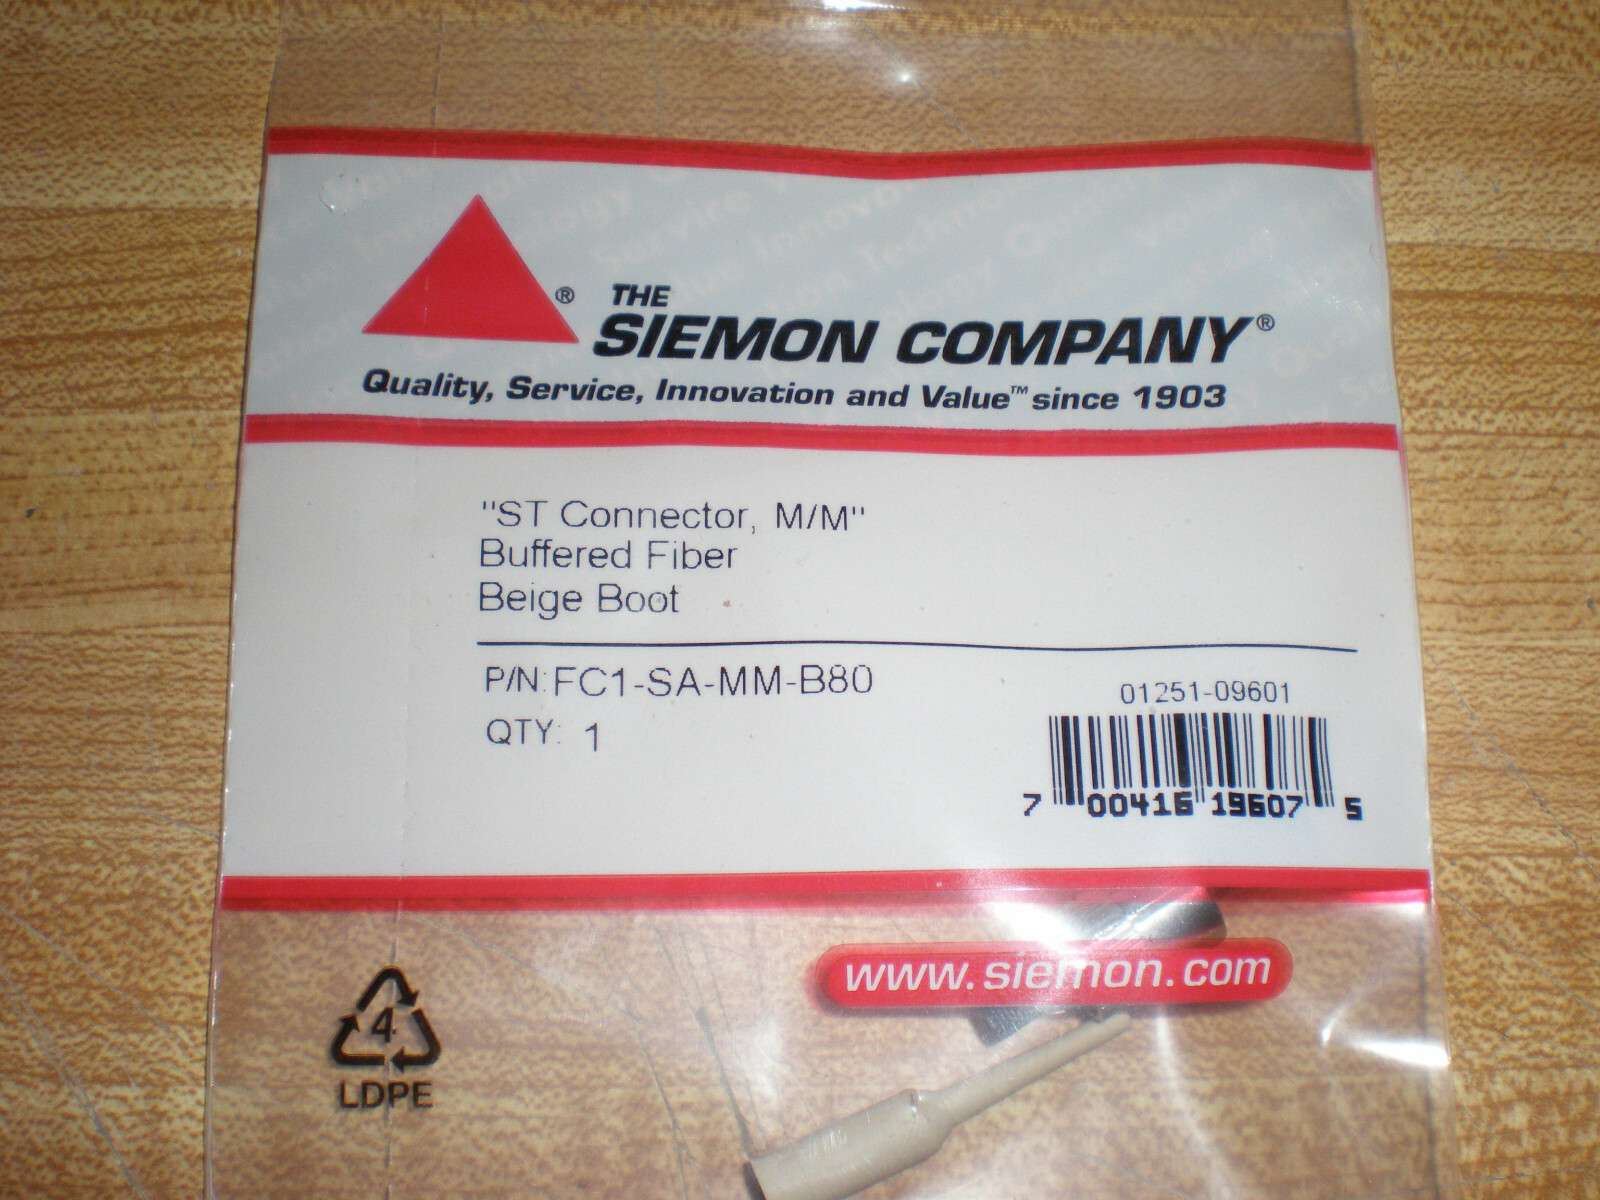 ® THE
SIEMON COMPANY®
Quality, Service, Innovation and Value™ since 1903
"ST Connector, M/M"
Buffered Fiber
Beige Boot
P/N: FC1-SA-MM-B80
QTY: 1
01251-09601
7 00416 19607 5
www.siemon.com
4
LDPE